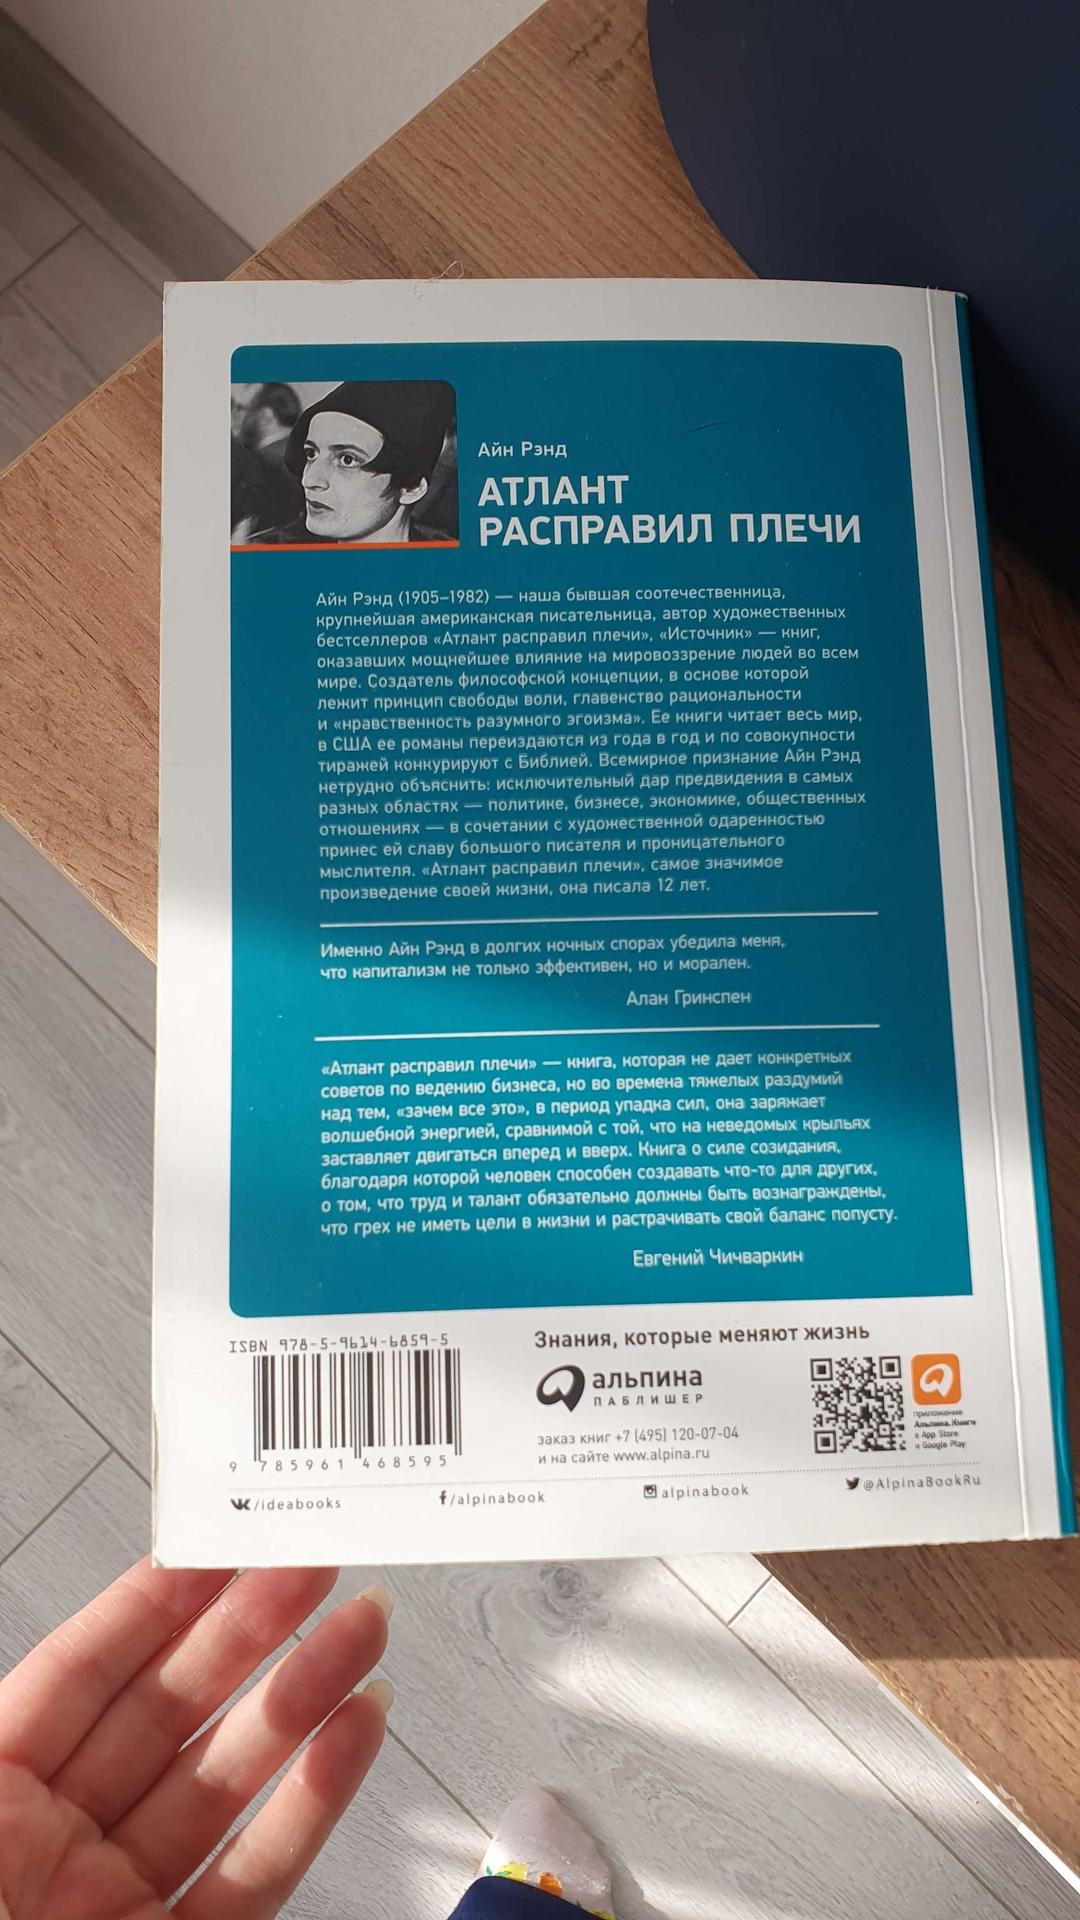 Айн Рэнд
АТЛАНТ
РАСПРАВИЛ ПЛЕЧИ
Айн Рэнд (1905–1982) — наша бывшая соотечественница,
крупнейшая американская писательница, автор художественных
бестселлеров «Атлант расправил плечи», «Источник» — книг,
оказавших мощнейшее влияние на мировоззрение людей во всем
мире. Создатель философской концепции, в основе которой
лежит принцип свободы воли, главенство рациональности
и «нравственность разумного эгоизма». Ее книги читает весь мир,
в США ее романы переиздаются из года в год и по совокупности
тиражей конкурируют с Библией. Всемирное признание Айн Рэнд
нетрудно объяснить: исключительный дар предвидения в самых
разных областях — политике, бизнесе, экономике, общественных
отношениях — в сочетании с художественной одаренностью
принес ей славу большого писателя и проницательного
мыслителя. «Атлант расправил плечи», самое значимое
произведение своей жизни, она писала 12 лет.
Именно Айн Рэнд в долгих ночных спорах убедила меня,
что капитализм не только эффективен, но и морален.
Алан Гринспен
«Атлант расправил плечи» — книга, которая не дает конкретных
советов по ведению бизнеса, но во времена тяжелых раздумий
над тем, «зачем все это», в период упадка сил, она заряжает
волшебной энергией, сравнимой с той, что на неведомых крыльях
заставляет двигаться вперед и вверх. Книга о силе созидания,
благодаря которой человек способен создавать что-то для других,
о том, что труд и талант обязательно должны быть вознаграждены,
что грех не иметь цели в жизни и растрачивать свой баланс попусту.
Евгений Чичваркин
ISBN 978-5-9614-6859-5
9 785961 468595
Знания, которые меняют жизнь
альпина
ПАБЛИШЕР
заказ книг +7 (495) 120-07-04
и на сайте www.alpina.ru
приложение
Альпина.Книги
в App Store
и Google Play
/ideabooks
/alpinabook
alpinabook
@AlpinaBookRu